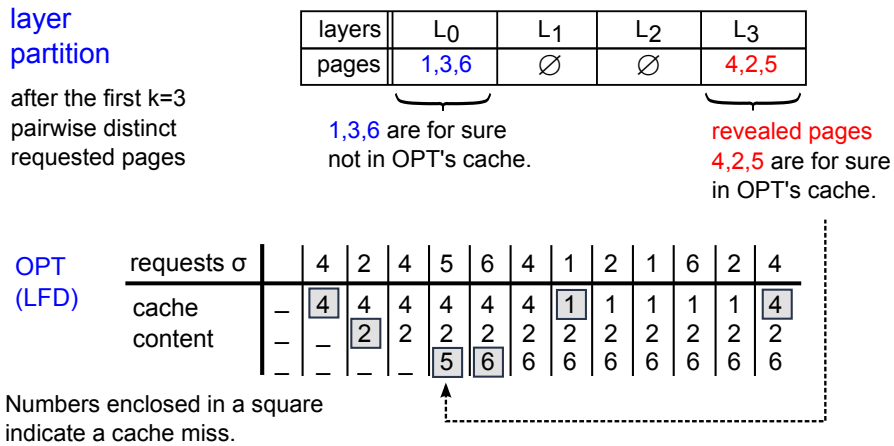 layer
partition
layers L0 L1 L2 L3
pages 1,3,6 ∅ ∅ 4,2,5
after the first k=3
pairwise distinct
requested pages
1,3,6 are for sure
not in OPT's cache.
revealed pages
4,2,5 are for sure
in OPT's cache.
OPT
(LFD)
requests σ 4 2 4 5 6 4 1 2 1 6 2 4
cache _ 4 4 4 4 4 4 1 1 1 1 1 4
content _ _ 2 2 2 2 2 2 2 2 2 2 2
_ _ _ _ 5 6 6 6 6 6 6 6 6
Numbers enclosed in a square
indicate a cache miss.